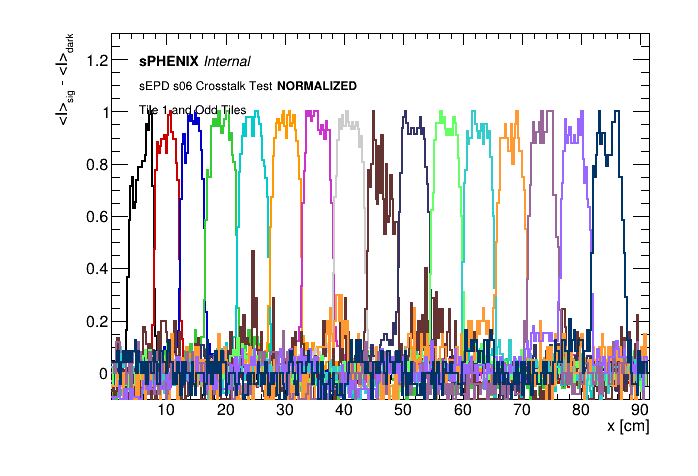 <I>sig - <I>dark
sPHENIX Internal
sEPD s06 Crosstalk Test NORMALIZED
Tile 1 and Odd Tiles
1.2
1
0.8
0.6
0.4
0.2
0
10 20 30 40 50 60 70 80 90
x [cm]